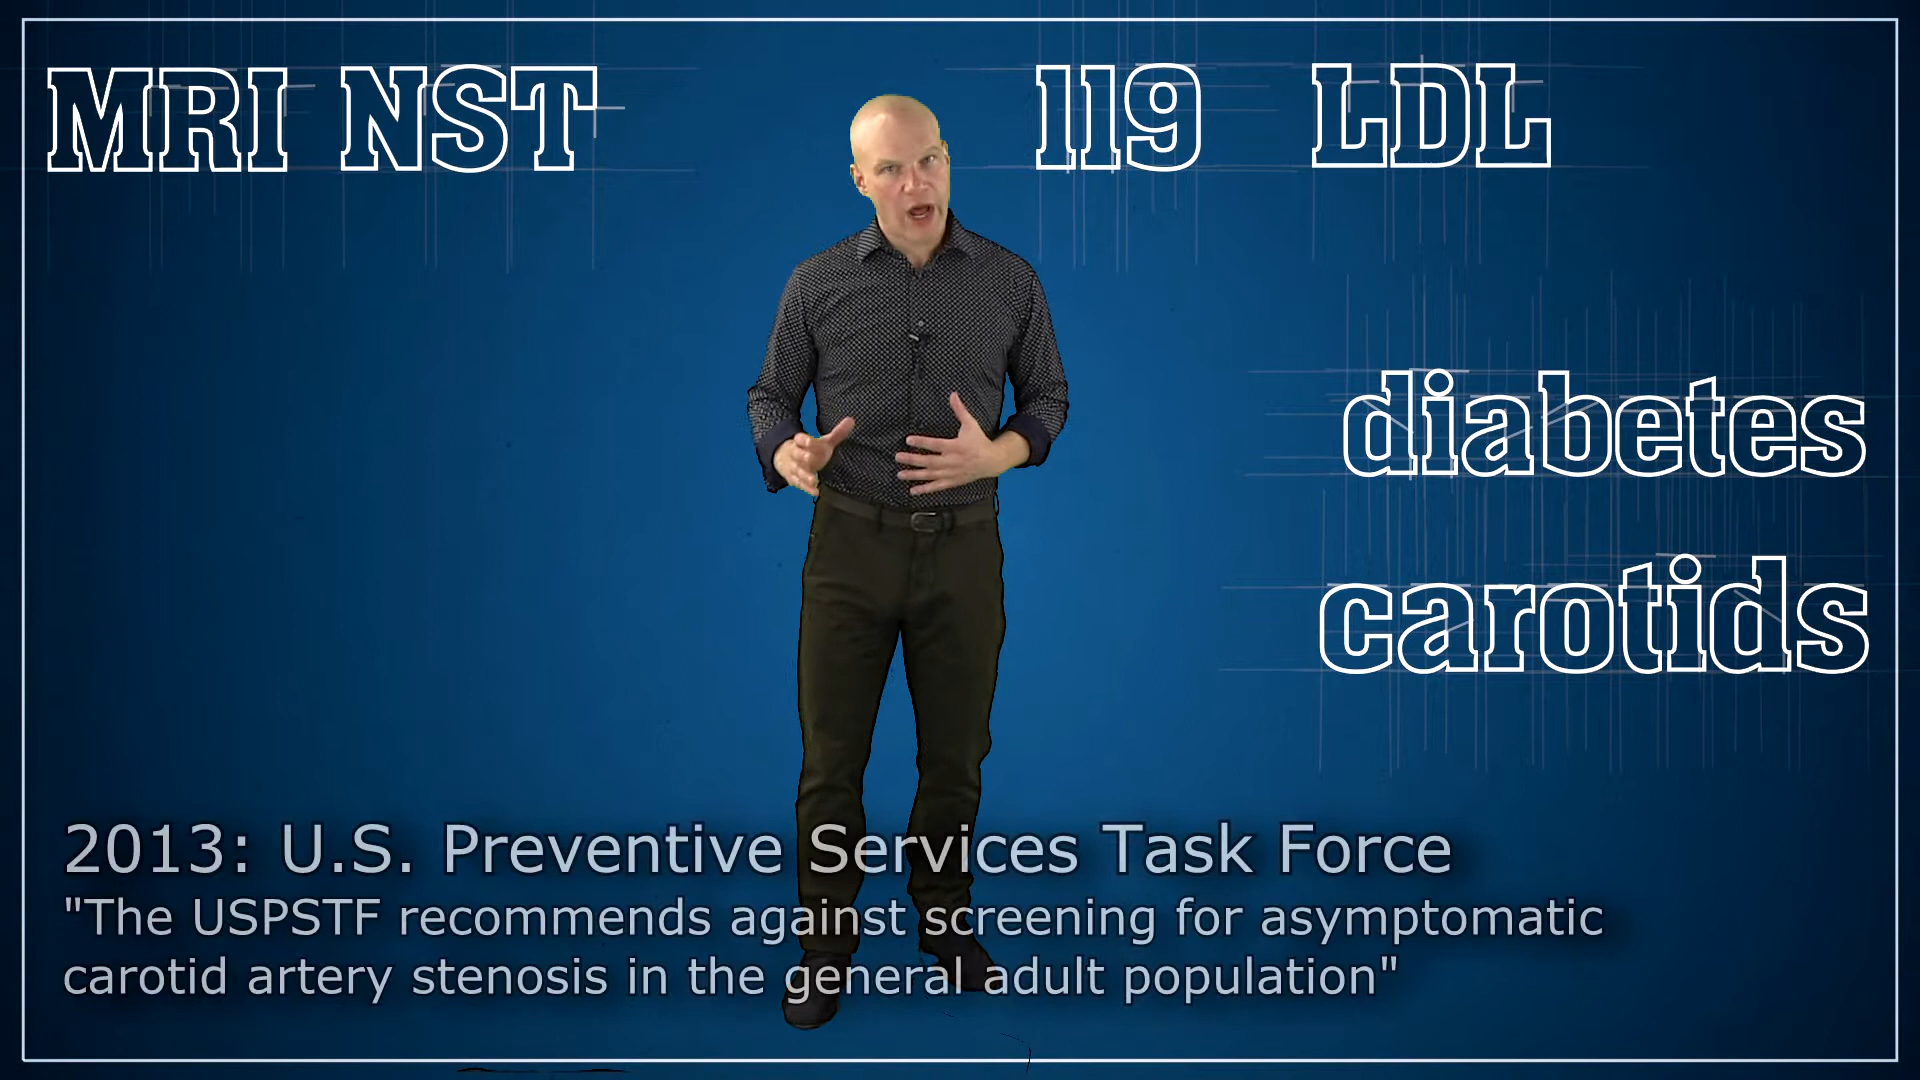 MRI NST 119 LDL
diabetes
carotids
2013: U.S. Preventive Services Task Force
"The USPSTF recommends against screening for asymptomatic
carotid artery stenosis in the general adult population"